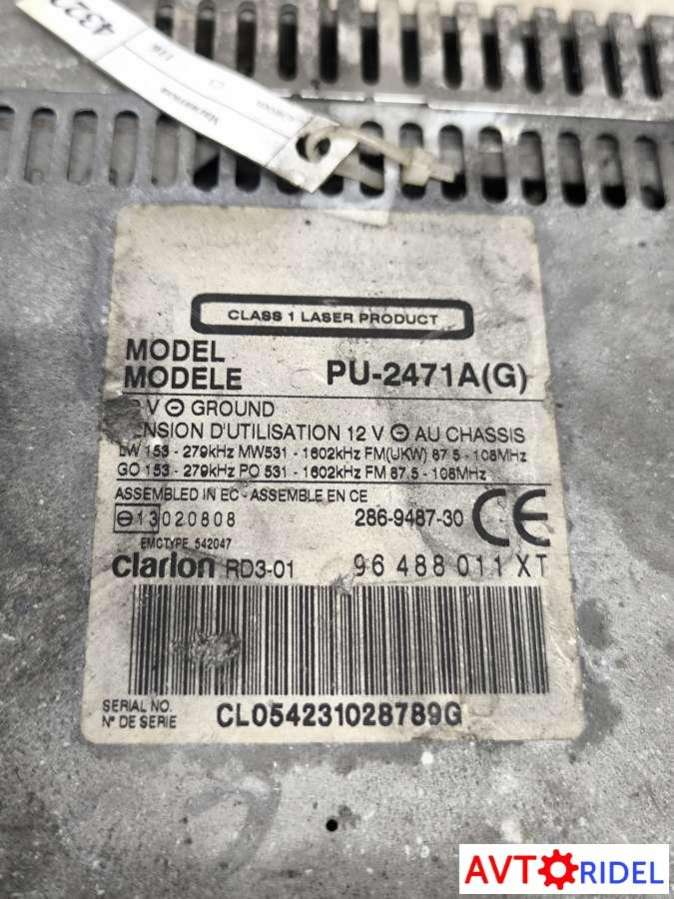 4322
CLASS 1 LASER PRODUCT
MODEL
MODELE PU-2471A(G)
V ⊖ GROUND
TENSION D'UTILISATION 12 V ⊖ AU CHASSIS
LW 153 - 279kHz MW531 - 1602kHz FM(UKW) 87.5 - 108MHz
GO 153 - 279kHz PO 531 - 1602kHz FM 87.5 - 108MHz
ASSEMBLED IN EC - ASSEMBLE EN CE
13020808 286-9487-30 CE
EMCTYPE 542047
Clarion RD3-01 96 488 011 XT
SERIAL NO.
N° DE SERIE CL054231028789G
AVTORIDEL